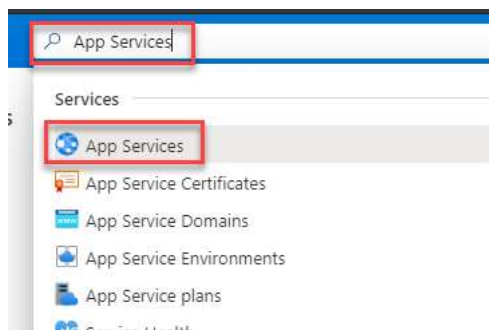 App Services
Services
App Services
App Service Certificates
App Service Domains
App Service Environments
App Service plans